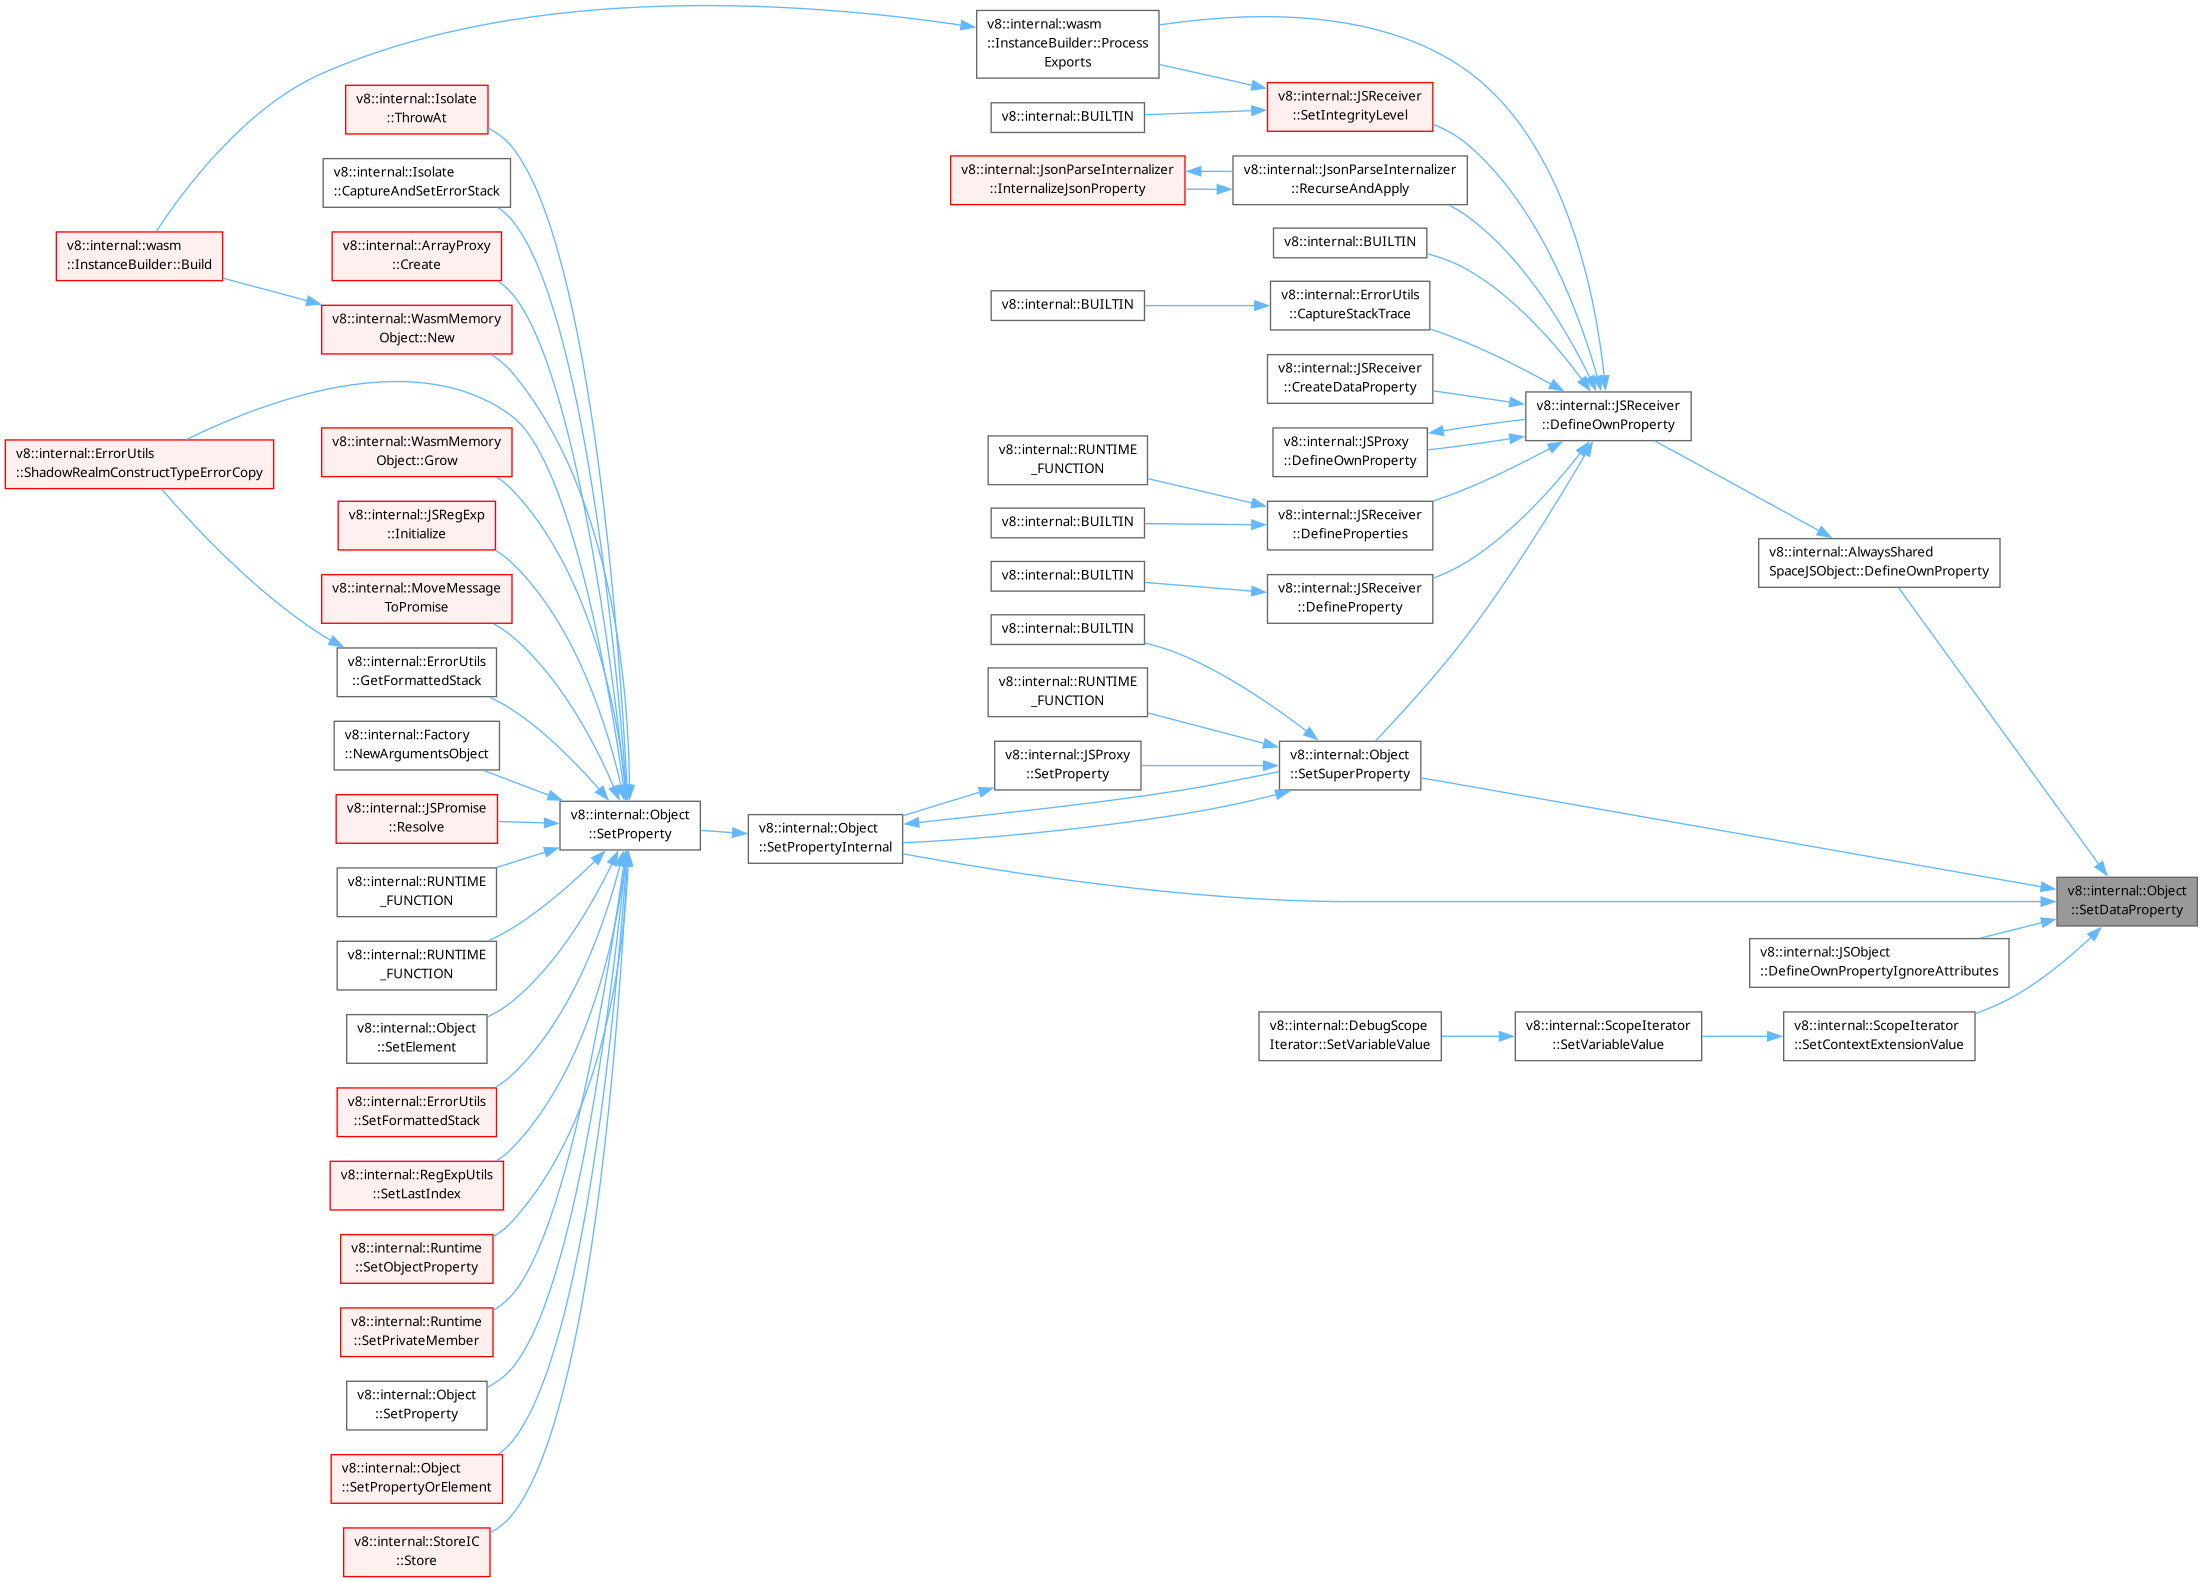 v8::internal::wasm
::InstanceBuilder::Process
Exports
v8::internal::Isolate
::ThrowAt
v8::internal::JSReceiver
::SetIntegrityLevel
v8::internal::BUILTIN
v8::internal::Isolate
::CaptureAndSetErrorStack
v8::internal::JsonParseInternalizer
::InternalizeJsonProperty
v8::internal::JsonParseInternalizer
::RecurseAndApply
v8::internal::wasm
::InstanceBuilder::Build
v8::internal::ArrayProxy
::Create
v8::internal::BUILTIN
v8::internal::WasmMemory
Object::New
v8::internal::BUILTIN
v8::internal::ErrorUtils
::CaptureStackTrace
v8::internal::JSReceiver
::CreateDataProperty
v8::internal::JSReceiver
::DefineOwnProperty
v8::internal::ErrorUtils
::ShadowRealmConstructTypeErrorCopy
v8::internal::WasmMemory
Object::Grow
v8::internal::RUNTIME
_FUNCTION
v8::internal::JSProxy
::DefineOwnProperty
v8::internal::JSRegExp
::Initialize
v8::internal::BUILTIN
v8::internal::JSReceiver
::DefineProperties
v8::internal::AlwaysShared
SpaceJSObject::DefineOwnProperty
v8::internal::MoveMessage
ToPromise
v8::internal::BUILTIN
v8::internal::JSReceiver
::DefineProperty
v8::internal::BUILTIN
v8::internal::ErrorUtils
::GetFormattedStack
v8::internal::RUNTIME
_FUNCTION
v8::internal::Factory
::NewArgumentsObject
v8::internal::JSProxy
::SetProperty
v8::internal::Object
::SetSuperProperty
v8::internal::JSPromise
::Resolve
v8::internal::Object
::SetProperty
v8::internal::Object
::SetPropertyInternal
v8::internal::RUNTIME
_FUNCTION
v8::internal::Object
::SetDataProperty
v8::internal::RUNTIME
_FUNCTION
v8::internal::JSObject
::DefineOwnPropertyIgnoreAttributes
v8::internal::Object
::SetElement
v8::internal::DebugScope
Iterator::SetVariableValue
v8::internal::ScopeIterator
::SetVariableValue
v8::internal::ScopeIterator
::SetContextExtensionValue
v8::internal::ErrorUtils
::SetFormattedStack
v8::internal::RegExpUtils
::SetLastIndex
v8::internal::Runtime
::SetObjectProperty
v8::internal::Runtime
::SetPrivateMember
v8::internal::Object
::SetProperty
v8::internal::Object
::SetPropertyOrElement
v8::internal::StoreIC
::Store